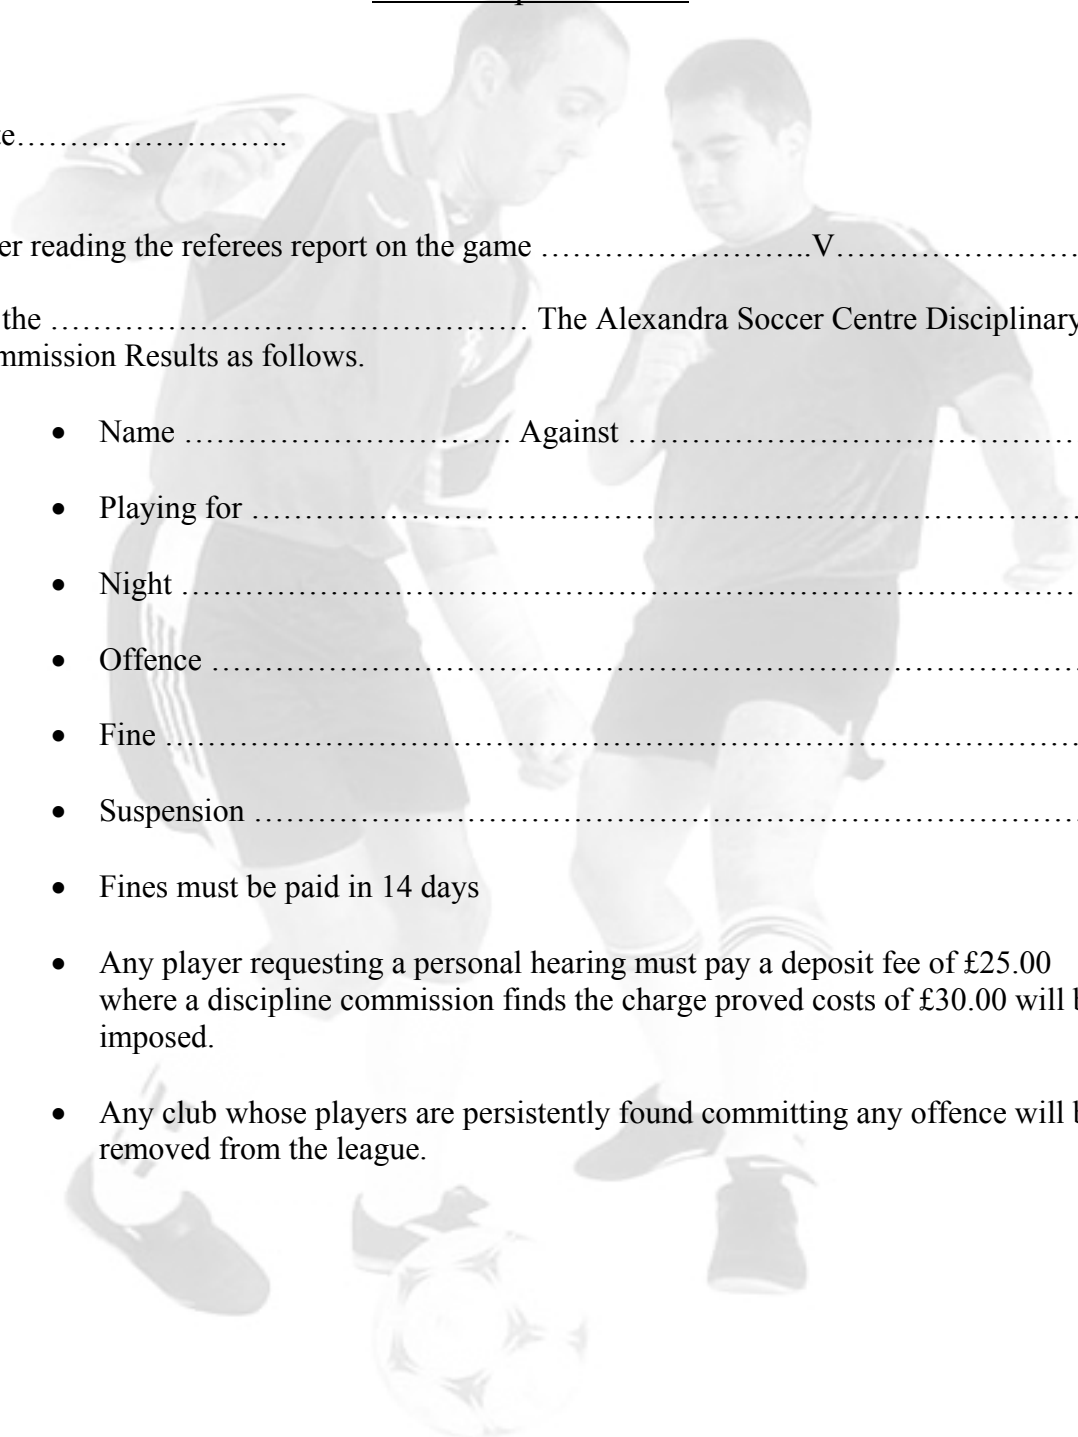 te……………………..
er reading the referees report on the game ……………………..V……………………
the ……………………………………… The Alexandra Soccer Centre Disciplinary
mmission Results as follows.
• Name …………………………. Against ……………………………………
• Playing for ……………………………………………………………………
• Night …………………………………………………………………………
• Offence ………………………………………………………………………
• Fine ……………………………………………………………………………
• Suspension ……………………………………………………………………
• Fines must be paid in 14 days
• Any player requesting a personal hearing must pay a deposit fee of £25.00
where a discipline commission finds the charge proved costs of £30.00 will b
imposed.
• Any club whose players are persistently found committing any offence will b
removed from the league.